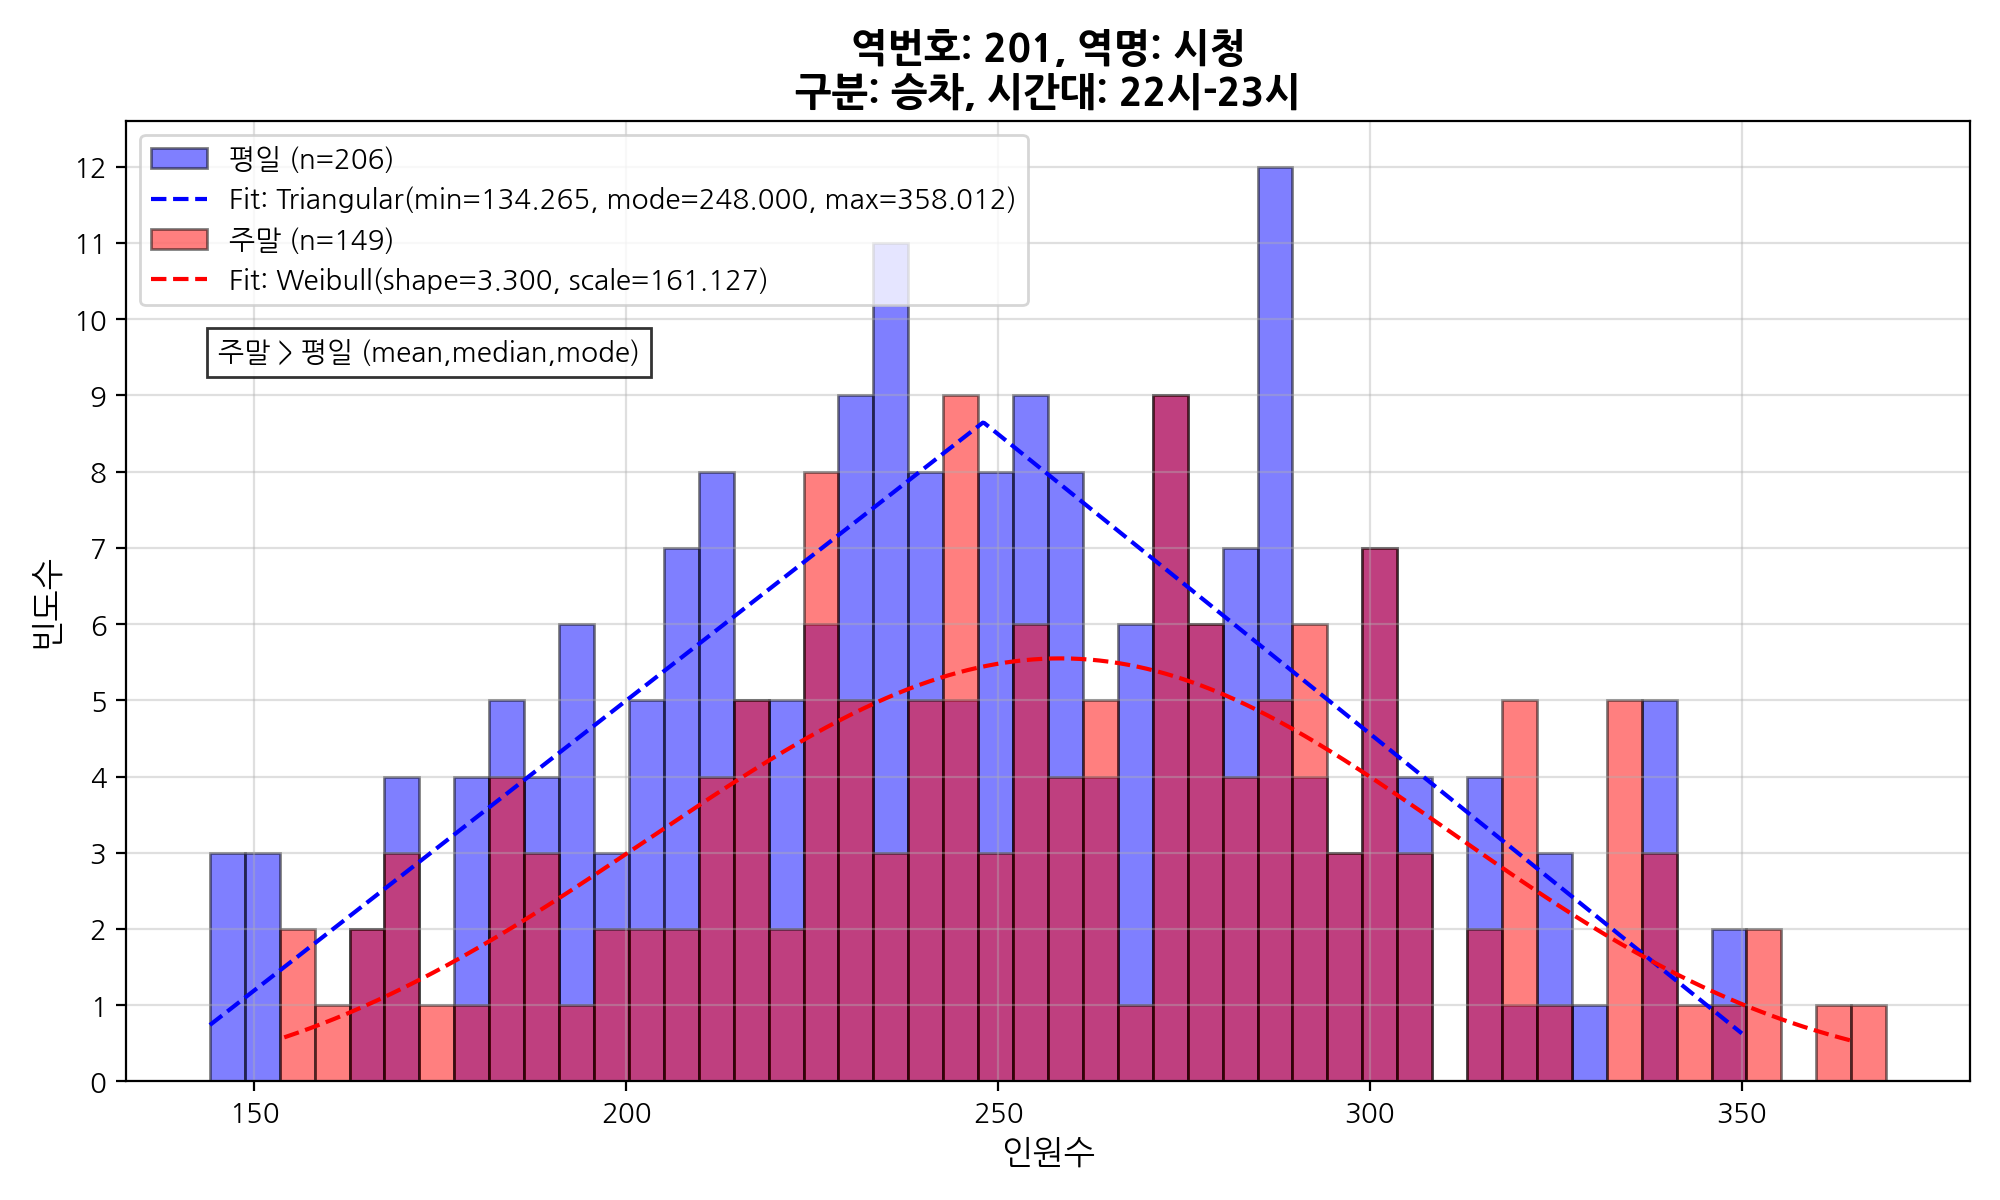 역번호: 201, 역명: 시청
구분: 승차, 시간대: 22시-23시
평일 (n=206)
Fit: Triangular(min=134.265, mode=248.000, max=358.012)
주말 (n=149)
Fit: Weibull(shape=3.300, scale=161.127)
주말 > 평일 (mean,median,mode)
빈도수
12
11
10
9
8
7
6
5
4
3
2
1
0
150 200 250 300 350
인원수